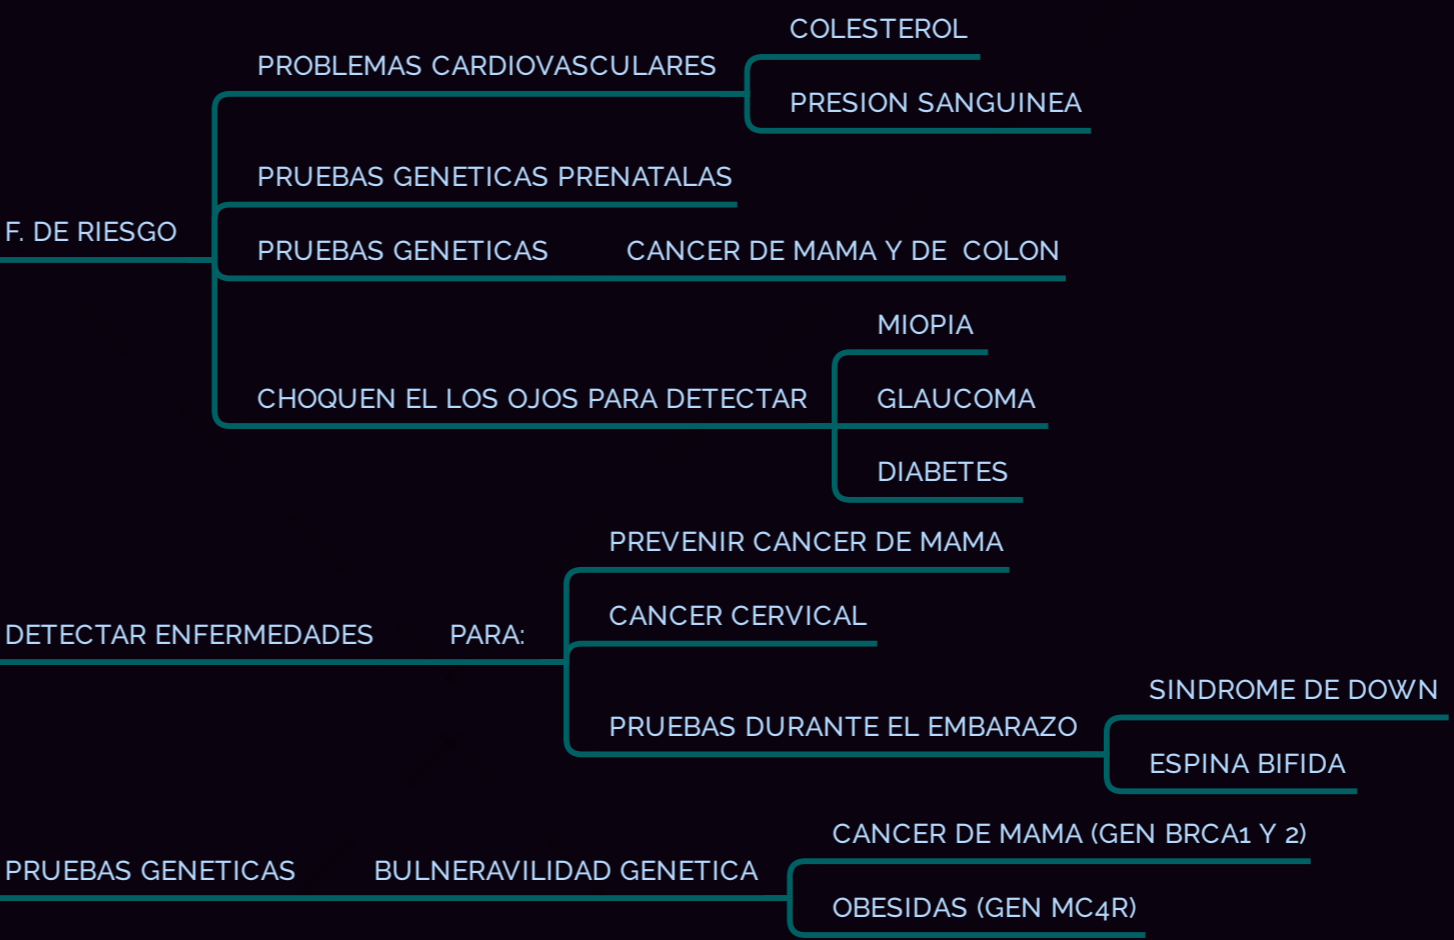 COLESTEROL
PROBLEMAS CARDIOVASCULARES
PRESION SANGUINEA
PRUEBAS GENETICAS PRENATALAS
F. DE RIESGO
PRUEBAS GENETICAS CANCER DE MAMA Y DE COLON
MIOPIA
CHOQUEN EL LOS OJOS PARA DETECTAR
GLAUCOMA
DIABETES
PREVENIR CANCER DE MAMA
CANCER CERVICAL
DETECTAR ENFERMEDADES PARA:
PRUEBAS DURANTE EL EMBARAZO
SINDROME DE DOWN
ESPINA BIFIDA
CANCER DE MAMA (GEN BRCA1 Y 2)
PRUEBAS GENETICAS BULNERAVILIDAD GENETICA
OBESIDAS (GEN MC4R)